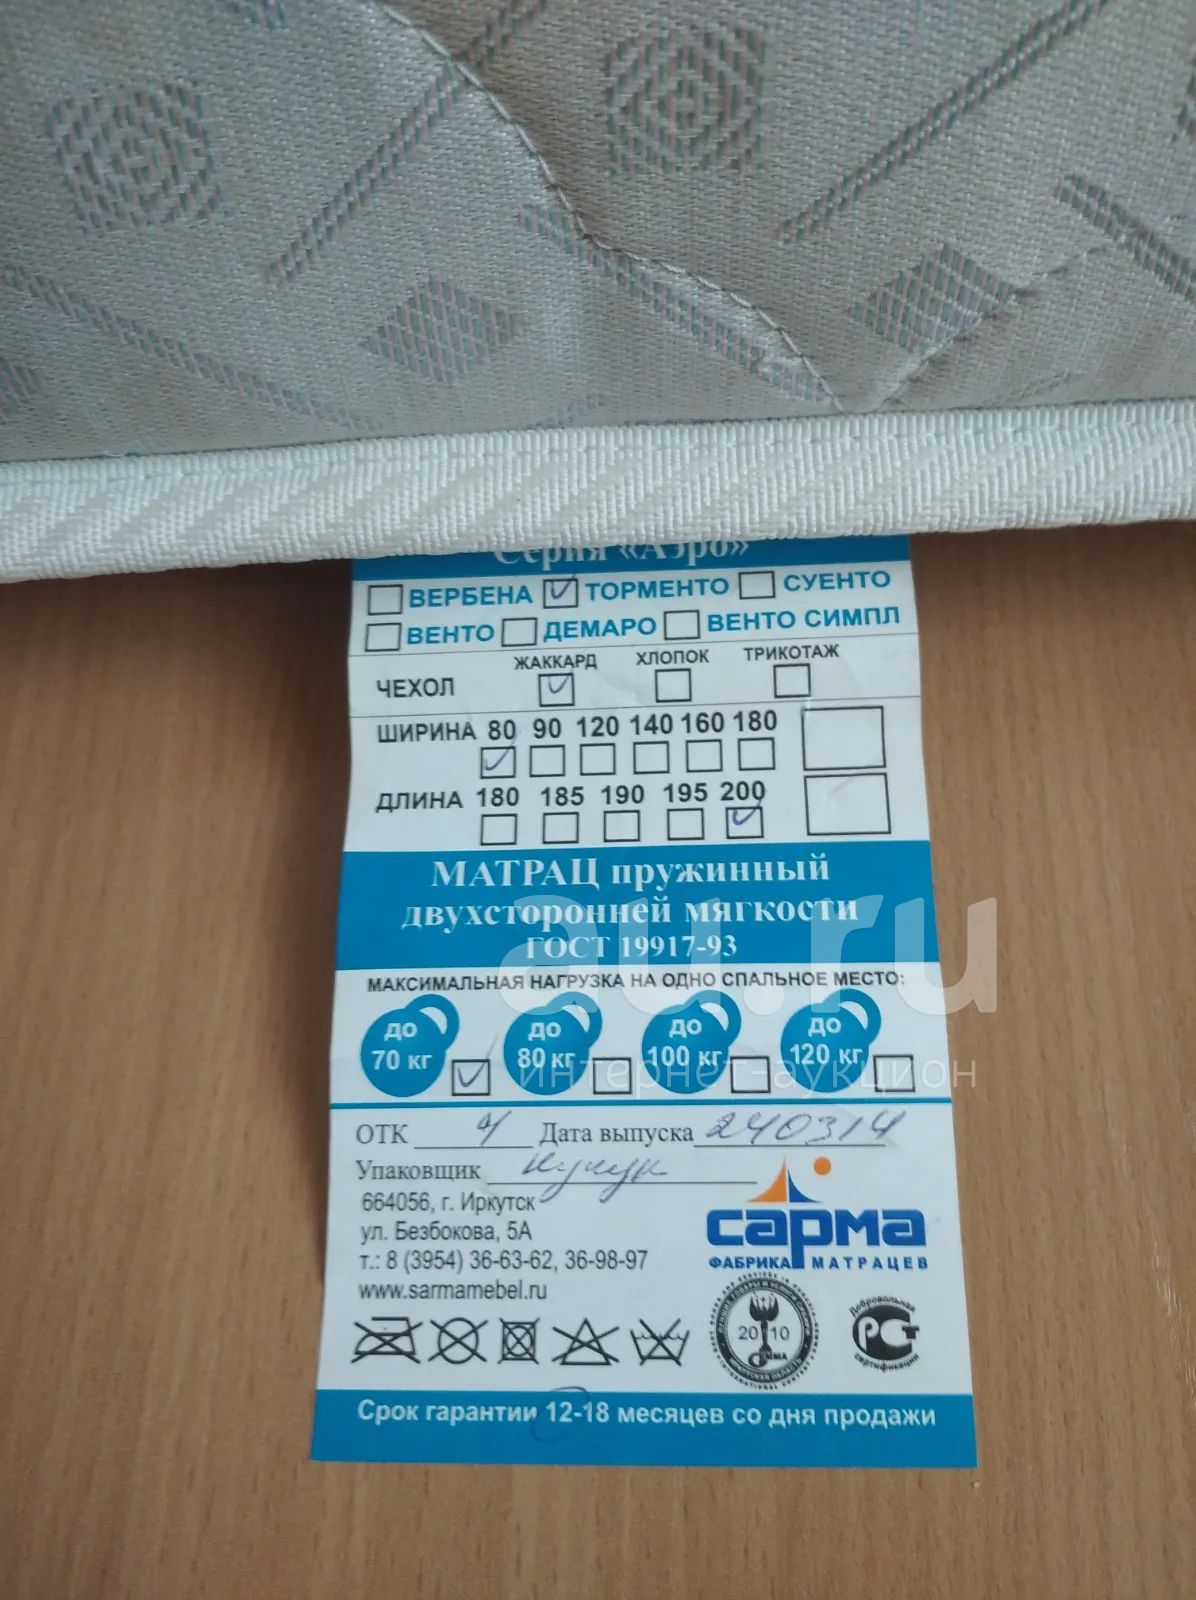 Серия «Аэро»
ВЕРБЕНА ТОРМЕНТО СУЕНТО
ВЕНТО ДЕМАРО ВЕНТО СИМПЛ
ЖАККАРД ХЛОПОК ТРИКОТАЖ
ЧЕХОЛ
ШИРИНА 80 90 120 140 160 180
ДЛИНА 180 185 190 195 200
МАТРАЦ пружинный
двухсторонней мягкости
ГОСТ 19917-93
au.ru
интернет-аукцион
МАКСИМАЛЬНАЯ НАГРУЗКА НА ОДНО СПАЛЬНОЕ МЕСТО:
до до до до
70 кг 80 кг 100 кг 120 кг
ОТК Дата выпуска 240314
Упаковщик
664056, г. Иркутск
ул. Безбокова, 5А
т.: 8 (3954) 36-63-62, 36-98-97
www.sarmamebel.ru
сарма
ФАБРИКА МАТРАЦЕВ
2010
Добровольная
РСТ
сертификация
Срок гарантии 12-18 месяцев со дня продажи